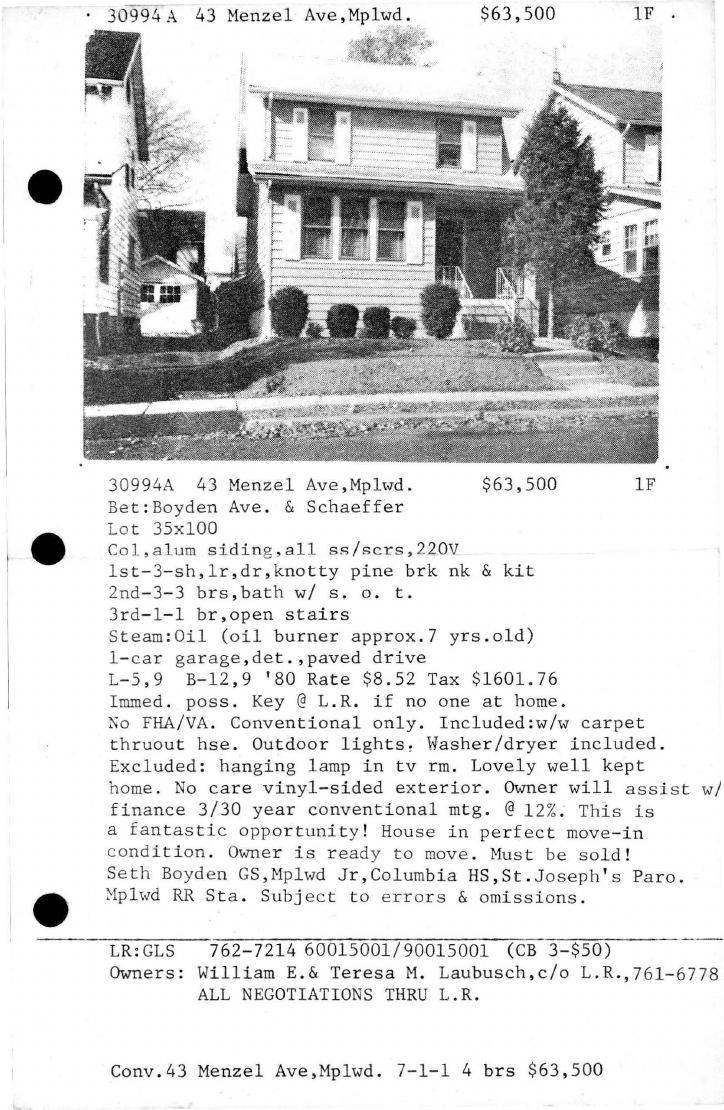 30994A 43 Menzel Ave,Mplwd. $63,500 1F
30994A 43 Menzel Ave,Mplwd. $63,500 1F
Bet:Boyden Ave. & Schaeffer
Lot 35x100
Col,alum siding,all ss/scrs,220V
1st-3-sh,lr,dr,knotty pine brk nk & kit
2nd-3-3 brs,bath w/ s. o. t.
3rd-1-1 br,open stairs
Steam:Oil (oil burner approx.7 yrs.old)
1-car garage,det.,paved drive
L-5,9 B-12,9 '80 Rate $8.52 Tax $1601.76
Immed. poss. Key @ L.R. if no one at home.
No FHA/VA. Conventional only. Included:w/w carpet
thruout hse. Outdoor lights. Washer/dryer included.
Excluded: hanging lamp in tv rm. Lovely well kept
home. No care vinyl-sided exterior. Owner will assist w/
finance 3/30 year conventional mtg. @ 12%. This is
a fantastic opportunity! House in perfect move-in
condition. Owner is ready to move. Must be sold!
Seth Boyden GS,Mplwd Jr,Columbia HS,St.Joseph's Paro.
Mplwd RR Sta. Subject to errors & omissions.
LR:GLS 762-7214 60015001/90015001 (CB 3-$50)
Owners: William E.& Teresa M. Laubusch,c/o L.R.,761-6778
ALL NEGOTIATIONS THRU L.R.
Conv.43 Menzel Ave,Mplwd. 7-1-1 4 brs $63,500